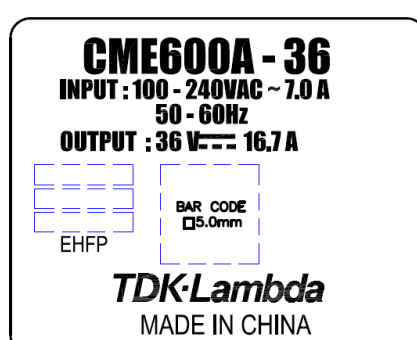 CME600A - 36
INPUT : 100 - 240VAC ~ 7.0 A
50 - 60Hz
OUTPUT : 36 V⎓ 16.7 A
BAR CODE
□5.0mm
EHFP
TDK·Lambda
MADE IN CHINA